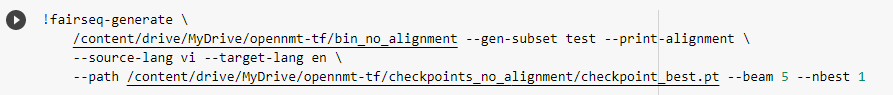 !fairseq-generate \
/content/drive/MyDrive/opennmt-tf/bin_no_alignment --gen-subset test --print-alignment \
--source-lang vi --target-lang en \
--path /content/drive/MyDrive/opennmt-tf/checkpoints_no_alignment/checkpoint_best.pt --beam 5 --nbest 1